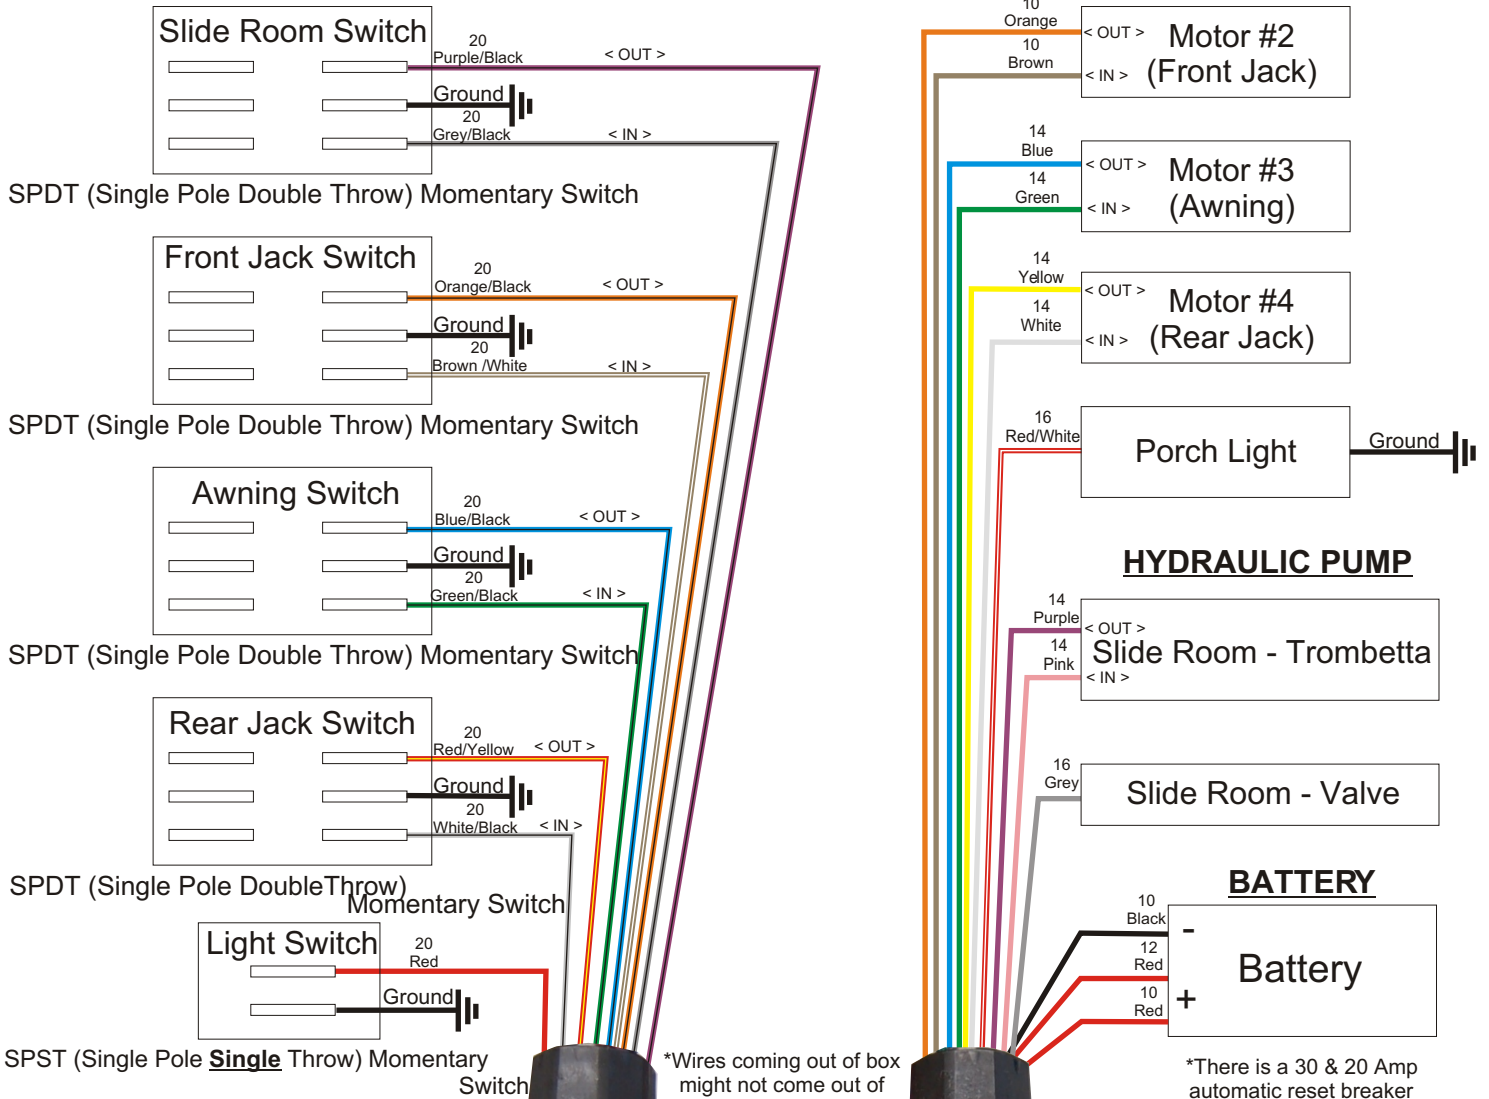 Slide Room Switch
20
Purple/Black
< OUT >
Ground
20
Grey/Black
< IN >
SPDT (Single Pole Double Throw) Momentary Switch
Front Jack Switch
20
Orange/Black
< OUT >
Ground
20
Brown /White
< IN >
SPDT (Single Pole Double Throw) Momentary Switch
Awning Switch
20
Blue/Black
< OUT >
Ground
20
Green/Black
< IN >
SPDT (Single Pole Double Throw) Momentary Switch
Rear Jack Switch
20
Red/Yellow
< OUT >
Ground
20
White/Black
< IN >
SPDT (Single Pole DoubleThrow)
Momentary Switch
Light Switch
20
Red
Ground
SPST (Single Pole Single Throw) Momentary
Switch
*Wires coming out of box
might not come out of
10
Orange
< OUT >
10
Brown
< IN >
Motor #2
(Front Jack)
14
Blue
< OUT >
14
Green
< IN >
Motor #3
(Awning)
14
Yellow
< OUT >
14
White
< IN >
Motor #4
(Rear Jack)
16
Red/White
Porch Light
Ground
HYDRAULIC PUMP
14
Purple
< OUT >
14
Pink
< IN >
Slide Room - Trombetta
16
Grey
Slide Room - Valve
BATTERY
10
Black
-
12
Red
10
Red
+
Battery
*There is a 30 & 20 Amp
automatic reset breaker